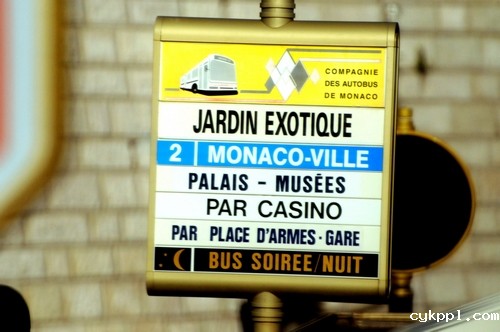 COMPAGNIE
DES AUTOBUS
DE MONACO
JARDIN EXOTIQUE
2 | MONACO-VILLE
PALAIS - MUSÉES
PAR CASINO
PAR PLACE D'ARMES · GARE
BUS SOIREE/NUIT
cykppl.com